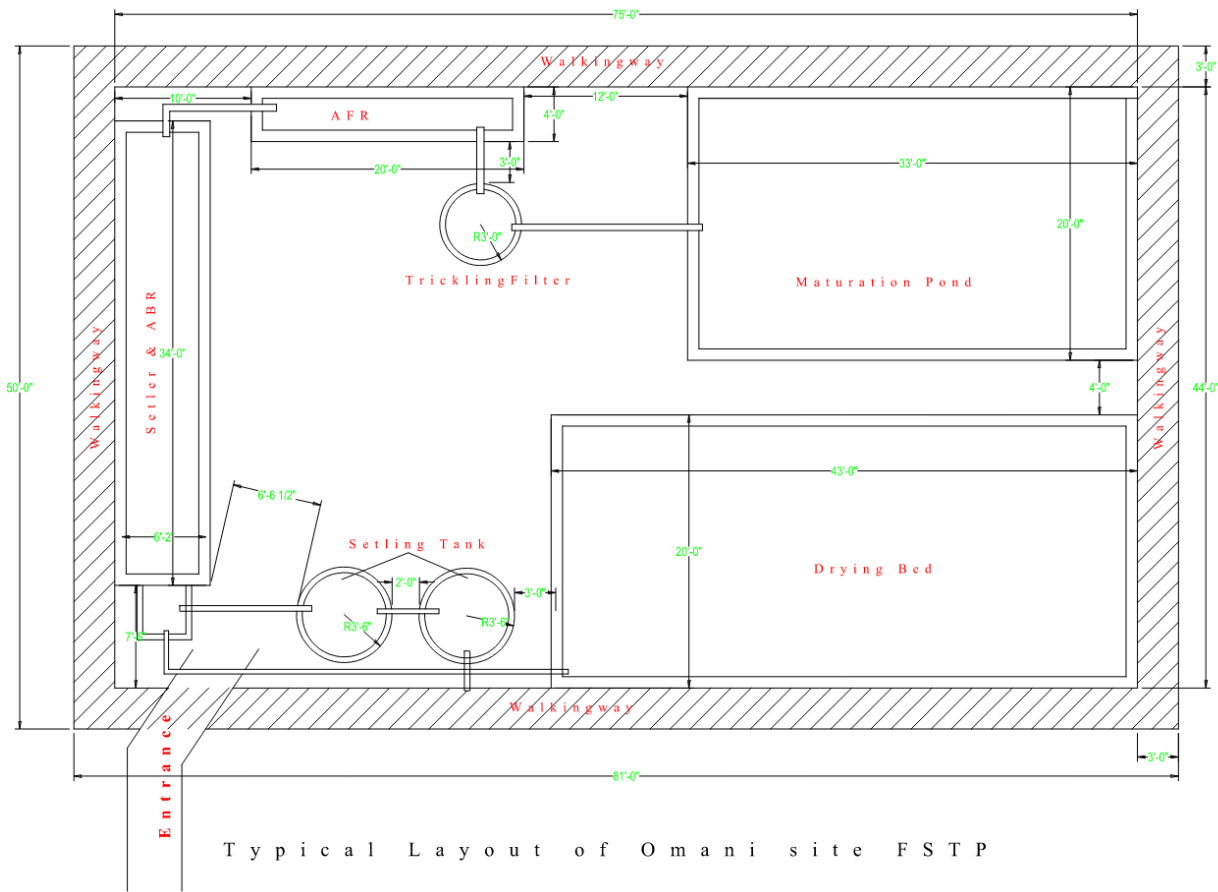 75'-0"
Walkingway
3'-0"
10'-0"
AFR
4'-0"
12'-0"
3'-0"
20'-0"
33'-0"
20'-0"
R3'-0"
TricklingFilter
Maturation Pond
Setler & ABR
34'-0"
Walkingway
50'-0"
Walkingway
4'-0"
44'-0"
43'-0"
6'-6 1/2"
6'-2"
Setling Tank
20'-0"
Drying Bed
2'-0"
3'-0"
R3'-6"
R3'-6"
Walkingway
Entrance
3'-0"
81'-0"
Typical Layout of Omani site FSTP